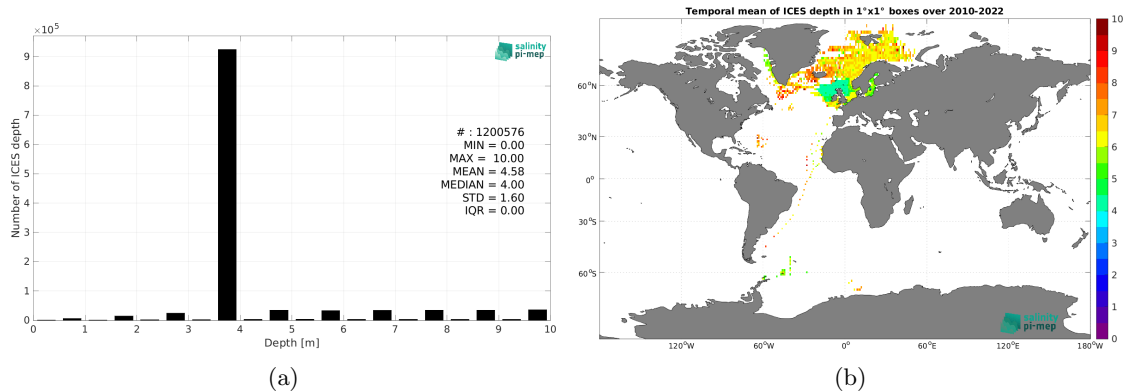 ×10⁵
salinity
pi-mep
9
8
7
6
5
4
3
2
1
0
Number of ICES depth
# : 1200576
MIN = 0.00
MAX = 10.00
MEAN = 4.58
MEDIAN = 4.00
STD = 1.60
IQR = 0.00
0 1 2 3 4 5 6 7 8 9 10
Depth [m]
(a)
Temporal mean of ICES depth in 1°x1° boxes over 2010-2022
60°N
30°N
15°N
0°
15°S
30°S
60°S
120°W 60°W 0° 60°E 120°E 180°W
salinity
pi-mep
10
9
8
7
6
5
4
3
2
1
0
(b)